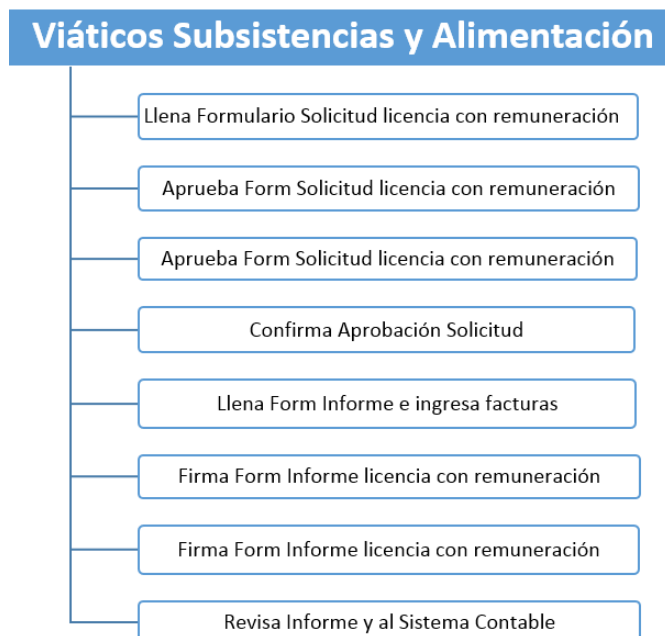 Viáticos Subsistencias y Alimentación
Llena Formulario Solicitud licencia con remuneración
Aprueba Form Solicitud licencia con remuneración
Aprueba Form Solicitud licencia con remuneración
Confirma Aprobación Solicitud
Llena Form Informe e ingresa facturas
Firma Form Informe licencia con remuneración
Firma Form Informe licencia con remuneración
Revisa Informe y al Sistema Contable